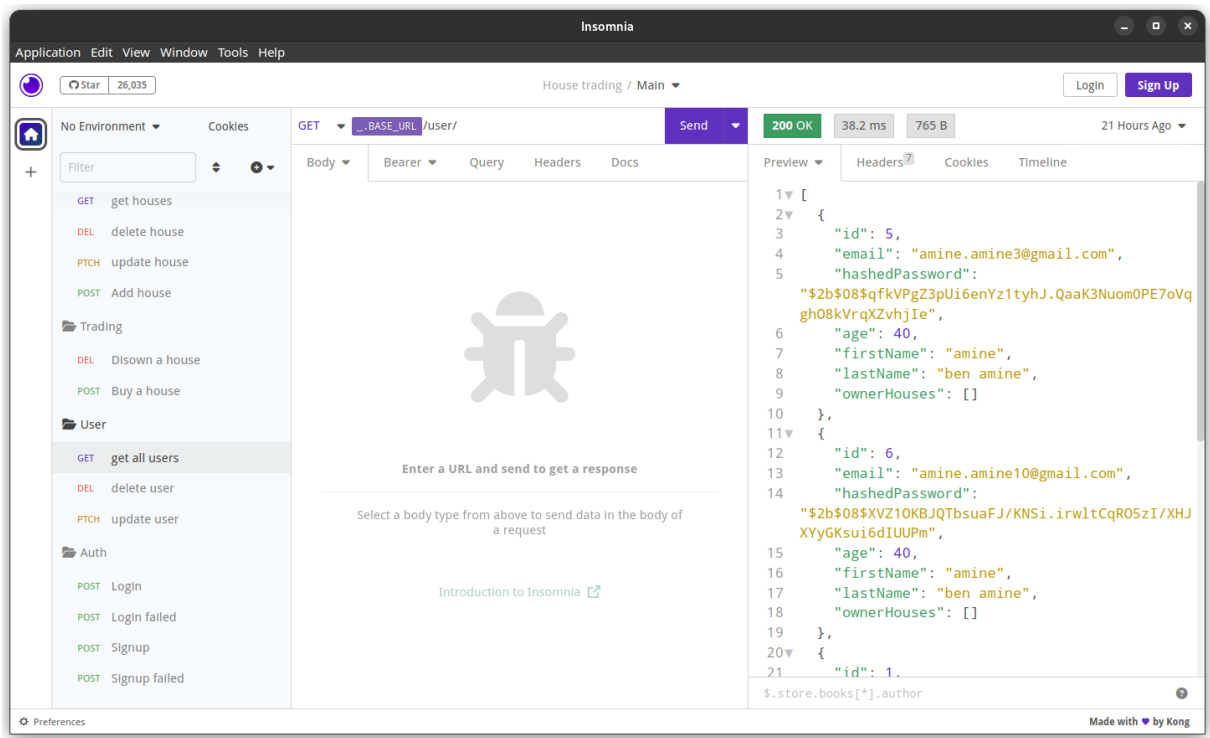 Insomnia
Application Edit View Window Tools Help
Star 26,035
House trading / Main
Login Sign Up
No Environment Cookies
GET _.BASE_URL /user/
Send
200 OK 38.2 ms 765 B
21 Hours Ago
Filter
Body Bearer Query Headers Docs
Preview Headers 7 Cookies Timeline
GET get houses
DEL delete house
PTCH update house
POST Add house
Trading
DEL DIsown a house
POST Buy a house
User
GET get all users
DEL delete user
PTCH update user
Auth
POST Login
POST Login failed
POST Signup
POST Signup failed
Enter a URL and send to get a response
Select a body type from above to send data in the body of
a request
Introduction to Insomnia
1 [
2 {
3 "id": 5,
4 "email": "amine.amine3@gmail.com",
5 "hashedPassword":
"$2b$08$qfkVPgZ3pUi6enYz1tyhJ.QaaK3Nuom0PE7oVq
ghO8kVrqXZvhjIe",
6 "age": 40,
7 "firstName": "amine",
8 "lastName": "ben amine",
9 "ownerHouses": []
10 },
11 {
12 "id": 6,
13 "email": "amine.amine10@gmail.com",
14 "hashedPassword":
"$2b$08$XVZ1OKBJQTbsuaFJ/KNSi.irwltCqRO5zI/XHJ
XYyGKsui6dIUUPm",
15 "age": 40,
16 "firstName": "amine",
17 "lastName": "ben amine",
18 "ownerHouses": []
19 },
20 {
21 "id": 1,
$.store.books[*].author
Preferences
Made with ♥ by Kong